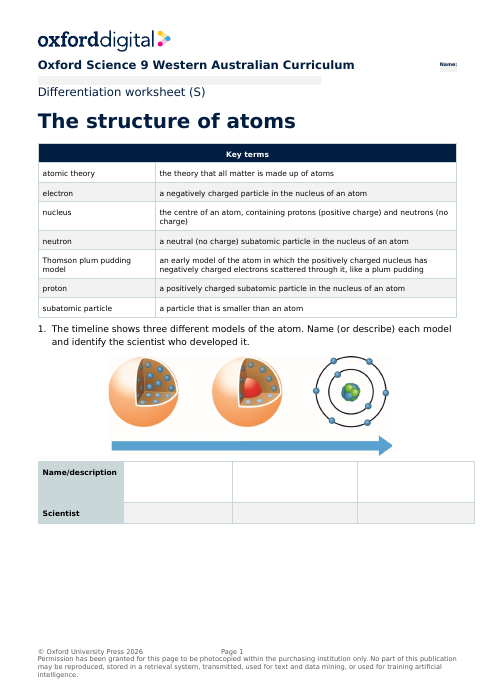 oxforddigital
Oxford Science 9 Western Australian Curriculum
Name:
Differentiation worksheet (S)
The structure of atoms
Key terms
atomic theory
the theory that all matter is made up of atoms
electron
a negatively charged particle in the nucleus of an atom
nucleus
the centre of an atom, containing protons (positive charge) and neutrons (no
charge)
neutron
a neutral (no charge) subatomic particle in the nucleus of an atom
Thomson plum pudding
model
an early model of the atom in which the positively charged nucleus has
negatively charged electrons scattered through it, like a plum pudding
proton
a positively charged subatomic particle in the nucleus of an atom
subatomic particle
a particle that is smaller than an atom
1. The timeline shows three different models of the atom. Name (or describe) each model
and identify the scientist who developed it.
Name/description
Scientist
© Oxford University Press 2026 Page 1
Permission has been granted for this page to be photocopied within the purchasing institution only. No part of this publication
may be reproduced, stored in a retrieval system, transmitted, used for text and data mining, or used for training artificial
intelligence.